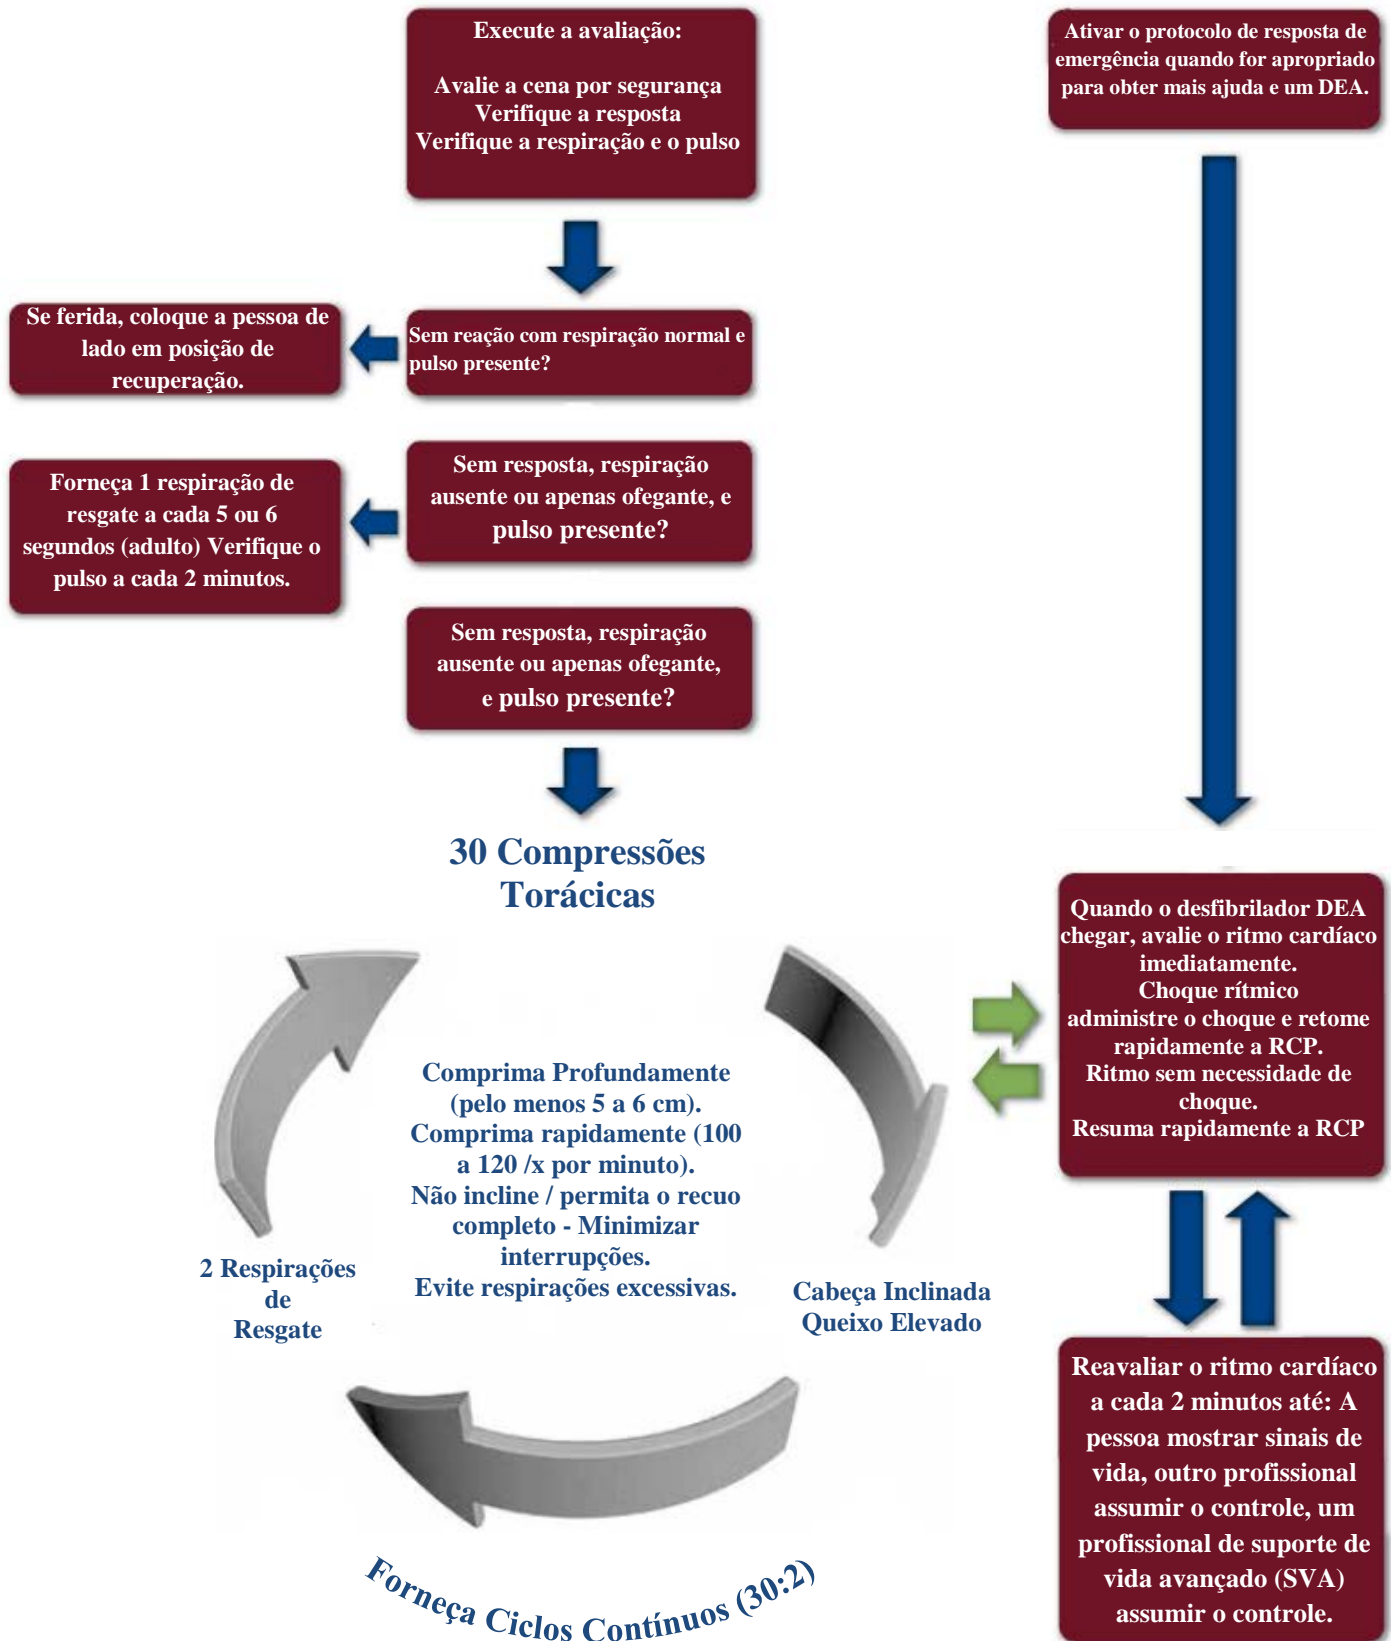 Execute a avaliação:
Avalie a cena por segurança
Verifique a resposta
Verifique a respiração e o pulso
Ativar o protocolo de resposta de
emergência quando for apropriado
para obter mais ajuda e um DEA.
Se ferida, coloque a pessoa de
lado em posição de
recuperação.
Sem reação com respiração normal e
pulso presente?
Forneça 1 respiração de
resgate a cada 5 ou 6
segundos (adulto) Verifique o
pulso a cada 2 minutos.
Sem resposta, respiração
ausente ou apenas ofegante, e
pulso presente?
Sem resposta, respiração
ausente ou apenas ofegante,
e pulso presente?
30 Compressões
Torácicas
Comprima Profundamente
(pelo menos 5 a 6 cm).
Comprima rapidamente (100
a 120 /x por minuto).
Não incline / permita o recuo
completo - Minimizar
interrupções.
Evite respirações excessivas.
2 Respirações
de
Resgate
Cabeça Inclinada
Queixo Elevado
Forneça Ciclos Contínuos (30:2)
Quando o desfibrilador DEA
chegar, avalie o ritmo cardíaco
imediatamente.
Choque rítmico
administre o choque e retome
rapidamente a RCP.
Ritmo sem necessidade de
choque.
Resuma rapidamente a RCP
Reavaliar o ritmo cardíaco
a cada 2 minutos até: A
pessoa mostrar sinais de
vida, outro profissional
assumir o controle, um
profissional de suporte de
vida avançado (SVA)
assumir o controle.